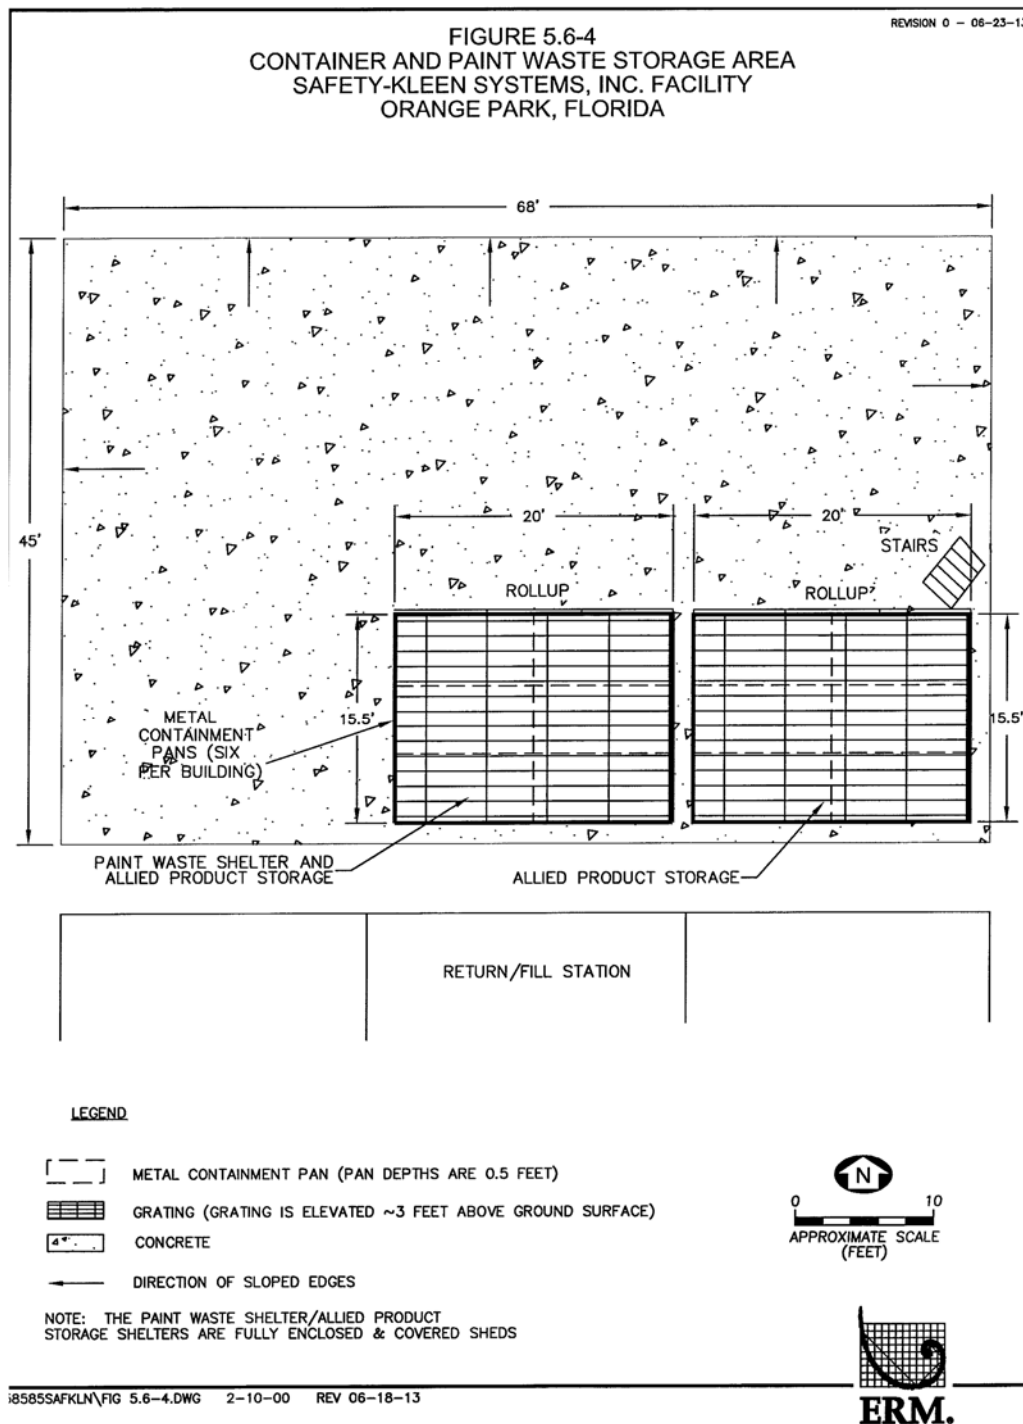 REVISION 0 - 06-23-13
FIGURE 5.6-4
CONTAINER AND PAINT WASTE STORAGE AREA
SAFETY-KLEEN SYSTEMS, INC. FACILITY
ORANGE PARK, FLORIDA
68'
45'
20'
20'
STAIRS
ROLLUP
ROLLUP
15.5'
15.5'
METAL
CONTAINMENT
PANS (SIX
PER BUILDING)
PAINT WASTE SHELTER AND
ALLIED PRODUCT STORAGE
ALLIED PRODUCT STORAGE
RETURN/FILL STATION
LEGEND
METAL CONTAINMENT PAN (PAN DEPTHS ARE 0.5 FEET)
GRATING (GRATING IS ELEVATED ~3 FEET ABOVE GROUND SURFACE)
CONCRETE
DIRECTION OF SLOPED EDGES
N
0 10
APPROXIMATE SCALE
(FEET)
NOTE: THE PAINT WASTE SHELTER/ALLIED PRODUCT
STORAGE SHELTERS ARE FULLY ENCLOSED & COVERED SHEDS
8585SAFKLN\FIG 5.6-4.DWG 2-10-00 REV 06-18-13
ERM.